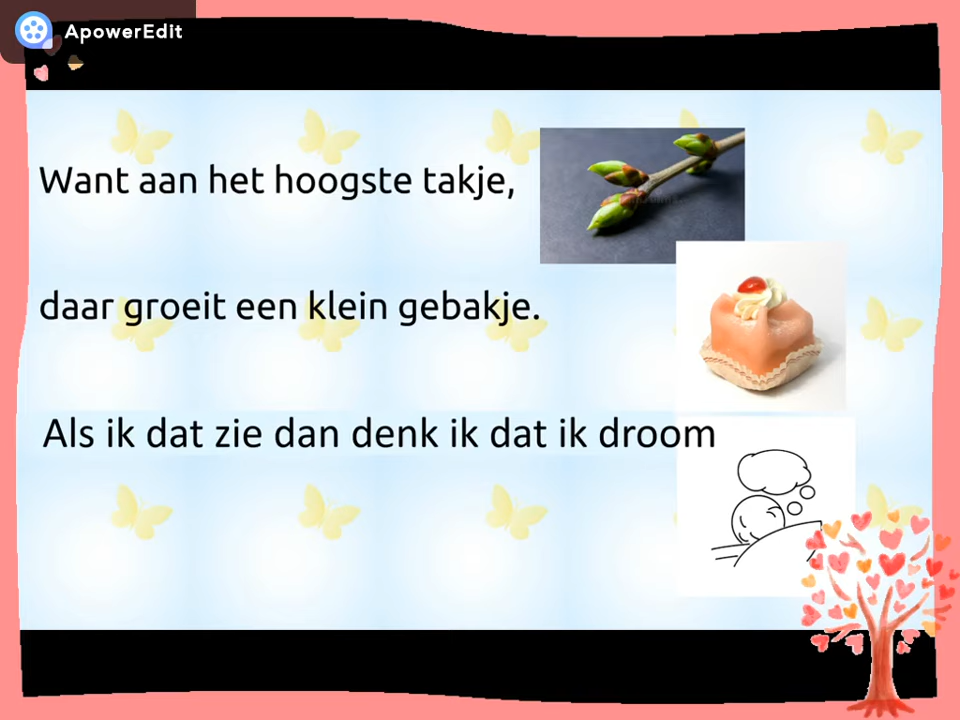 ApowerEdit
Want aan het hoogste takje,
daar groeit een klein gebakje.
Als ik dat zie dan denk ik dat ik droom